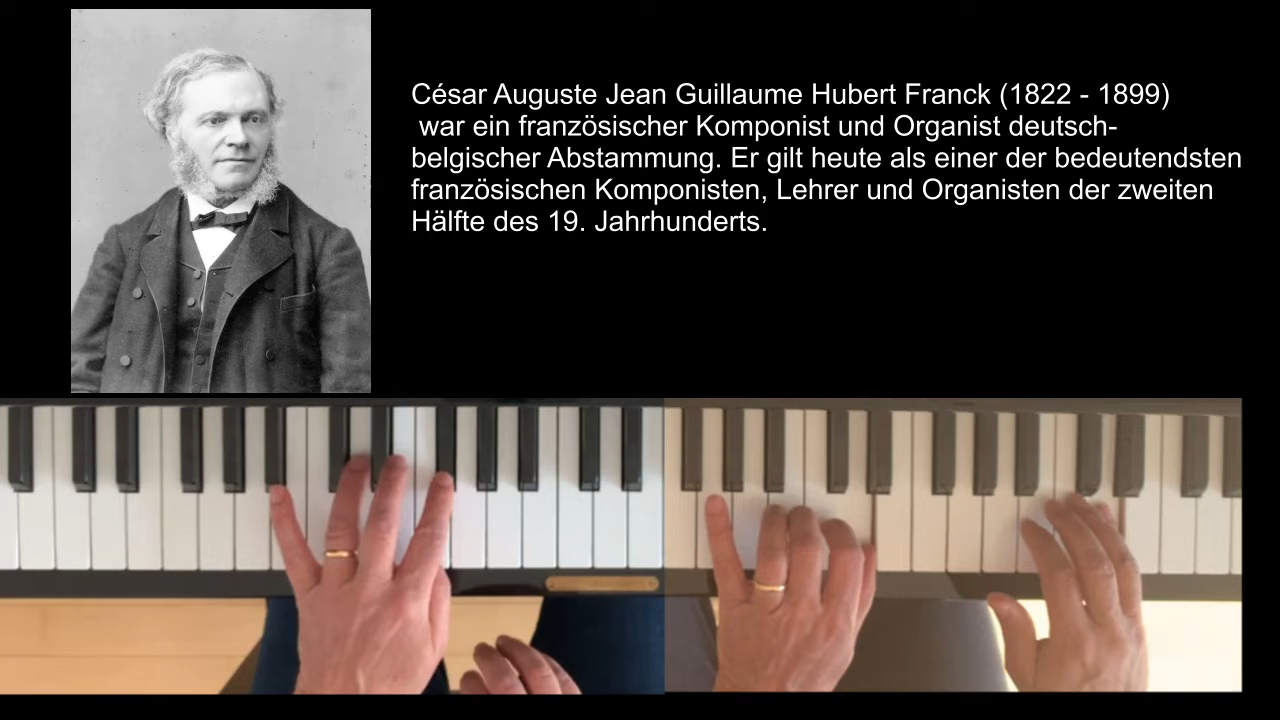 César Auguste Jean Guillaume Hubert Franck (1822 - 1899)
war ein französischer Komponist und Organist deutsch-
belgischer Abstammung. Er gilt heute als einer der bedeutendsten
französischen Komponisten, Lehrer und Organisten der zweiten
Hälfte des 19. Jahrhunderts.